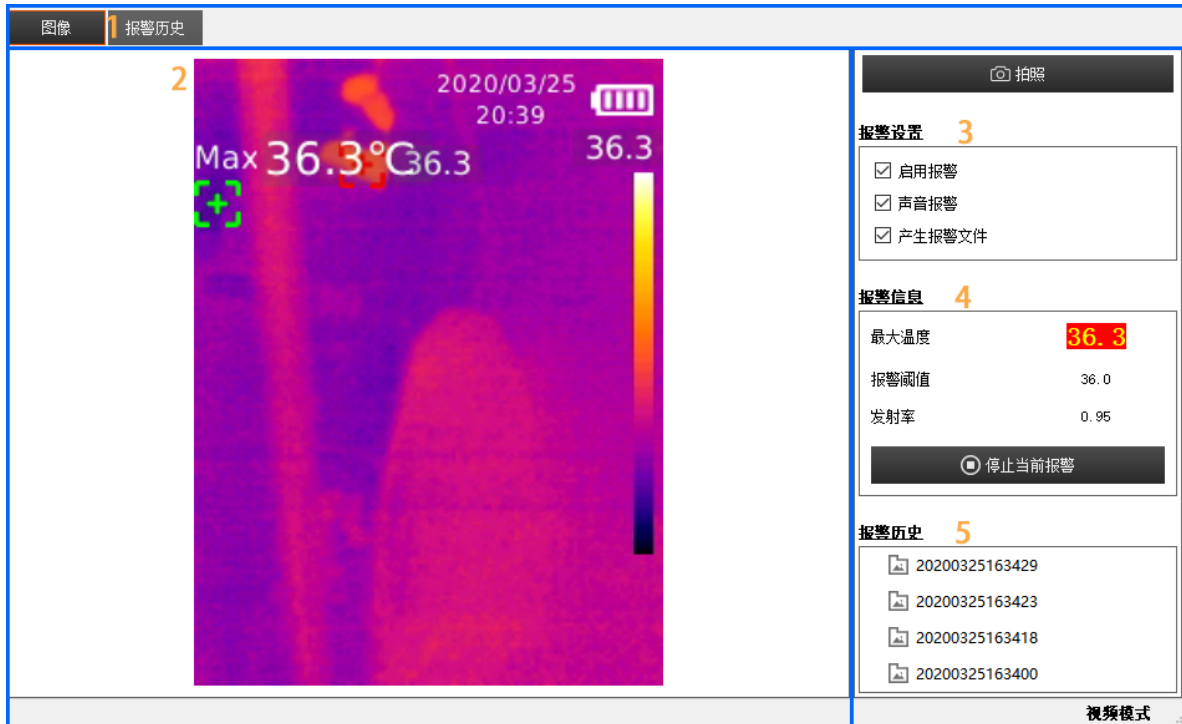 图像
1
报警历史
2
2020/03/25
20:39
Max 36.3°C
36.3
36.3
拍照
报警设置 3
启用报警
声音报警
产生报警文件
报警信息 4
最大温度 36.3
报警阈值 36.0
发射率 0.95
停止当前报警
报警历史 5
20200325163429
20200325163423
20200325163418
20200325163400
视频模式